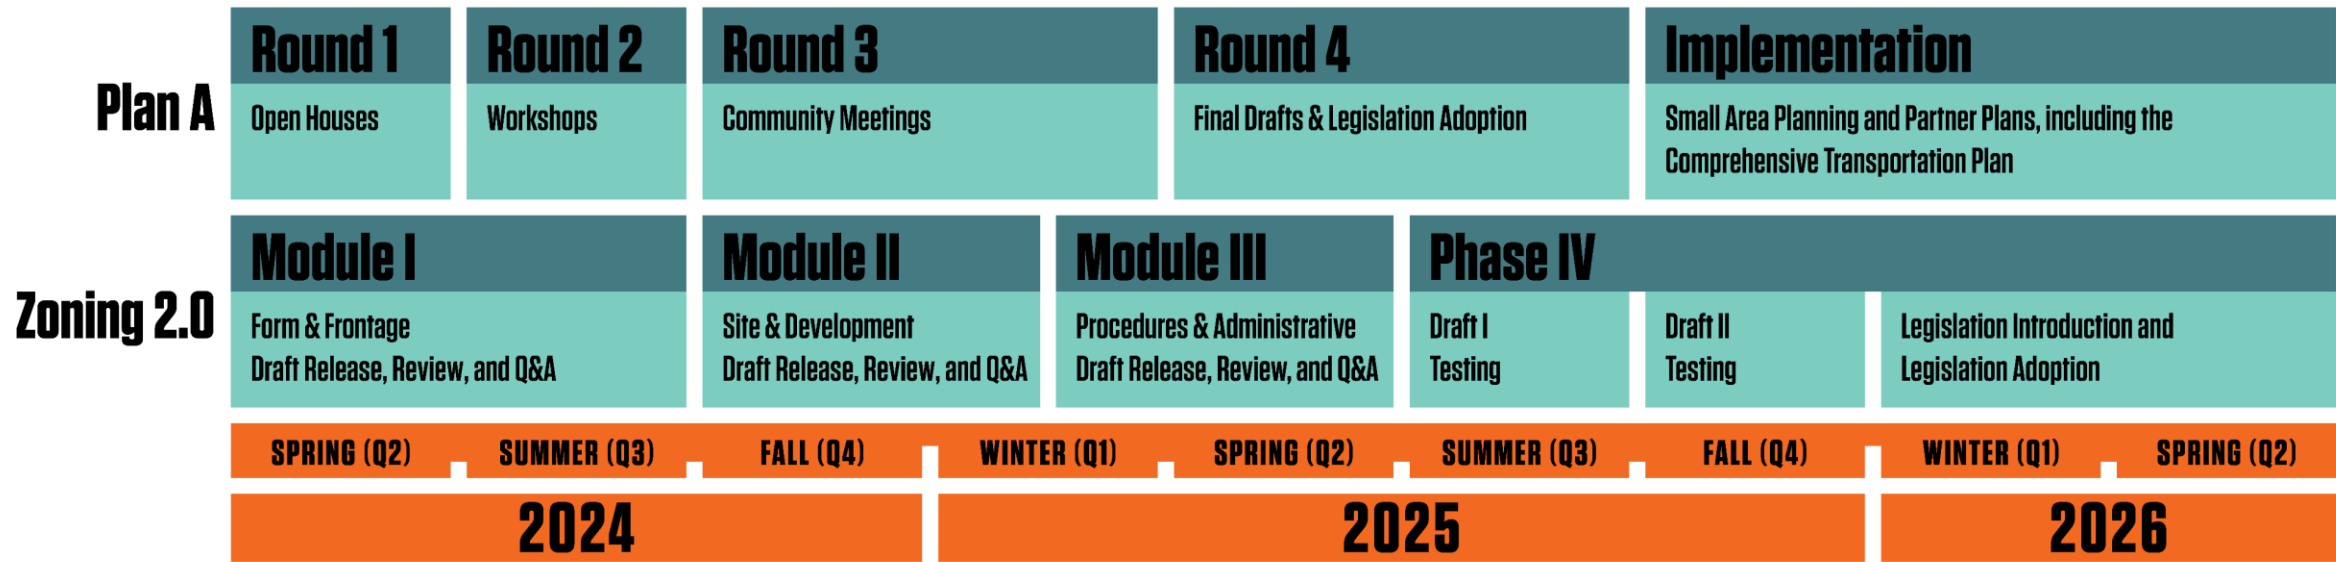 Plan A
Round 1
Open Houses
Round 2
Workshops
Round 3
Community Meetings
Round 4
Final Drafts & Legislation Adoption
Implementation
Small Area Planning and Partner Plans, including the
Comprehensive Transportation Plan
Zoning 2.0
Module I
Form & Frontage
Draft Release, Review, and Q&A
Module II
Site & Development
Draft Release, Review, and Q&A
Module III
Procedures & Administrative
Draft Release, Review, and Q&A
Phase IV
Draft I
Testing
Draft II
Testing
Legislation Introduction and
Legislation Adoption
SPRING (Q2)
SUMMER (Q3)
FALL (Q4)
WINTER (Q1)
SPRING (Q2)
SUMMER (Q3)
FALL (Q4)
WINTER (Q1)
SPRING (Q2)
2024
2025
2026